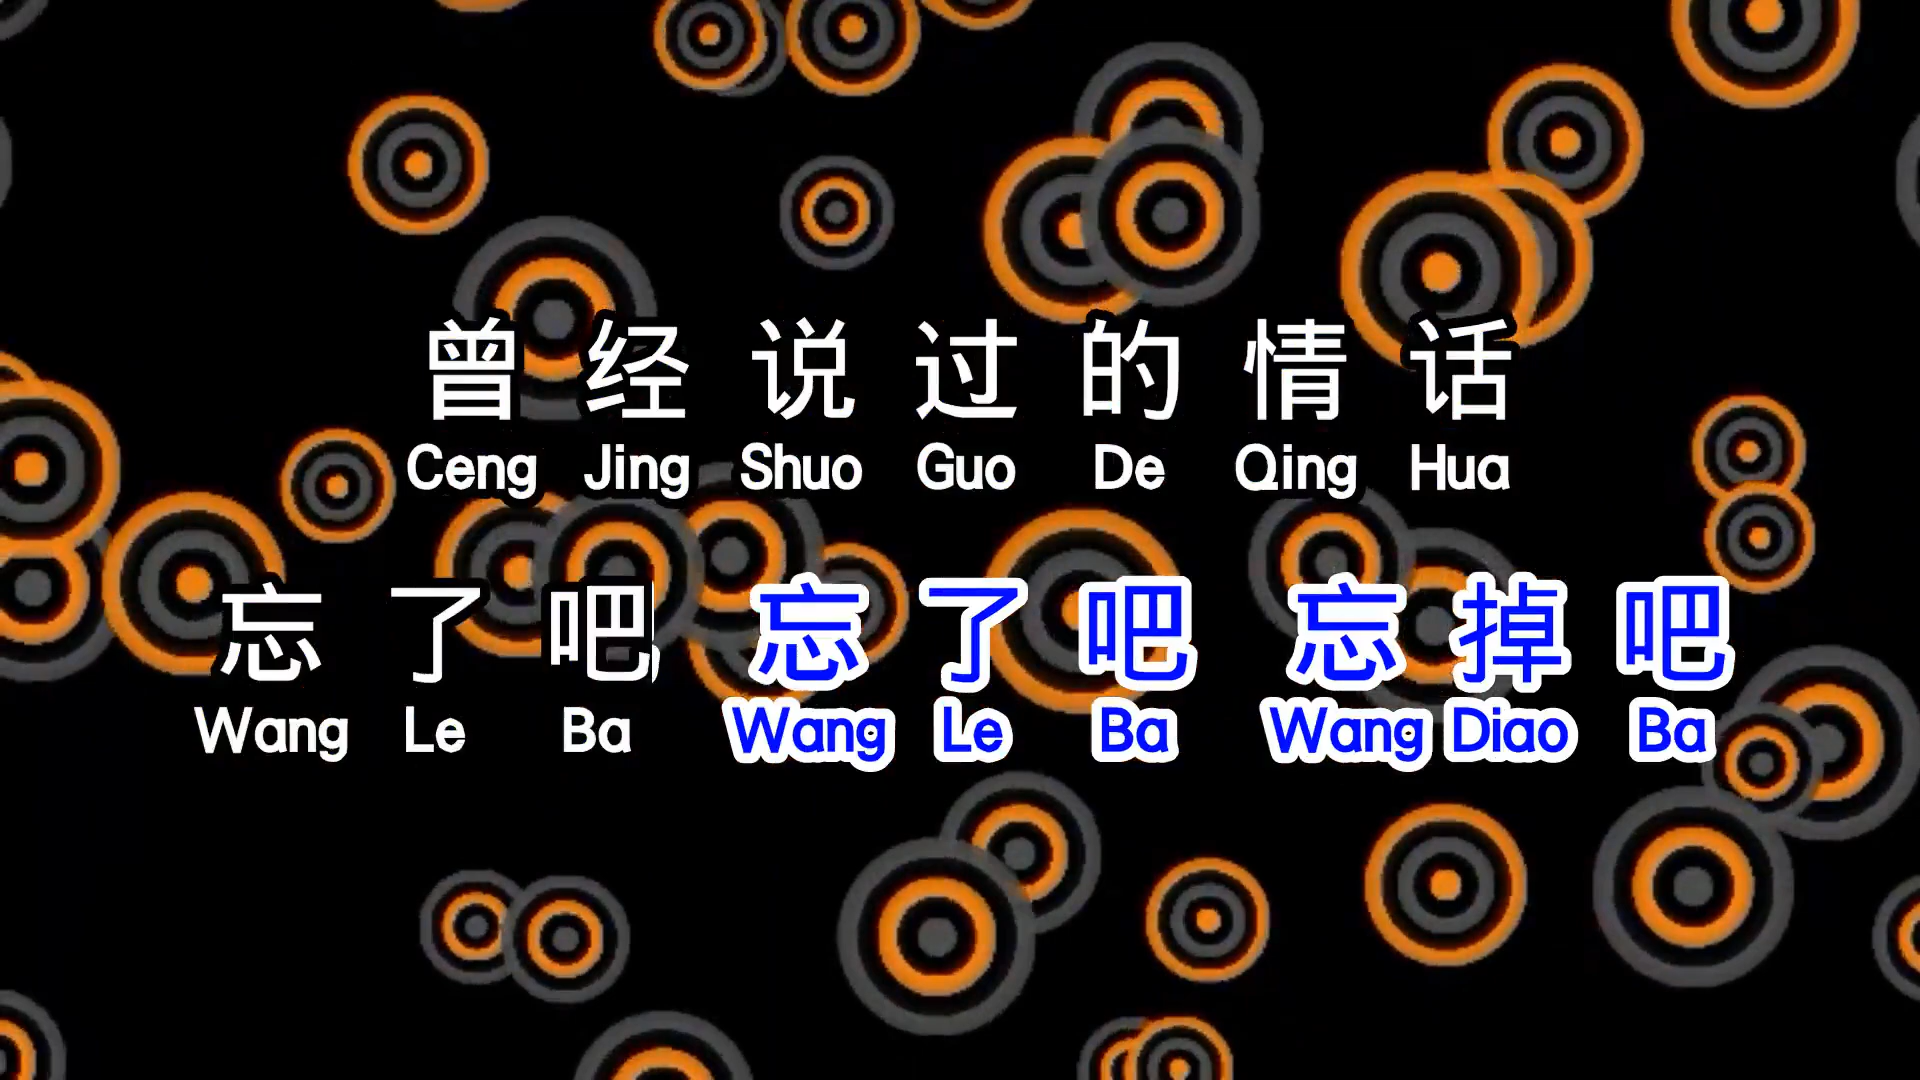 曾 经 说 过 的 情 话
Ceng Jing Shuo Guo De Qing Hua
忘 了 吧 忘 了 吧 忘 掉 吧
Wang Le Ba Wang Le Ba Wang Diao Ba